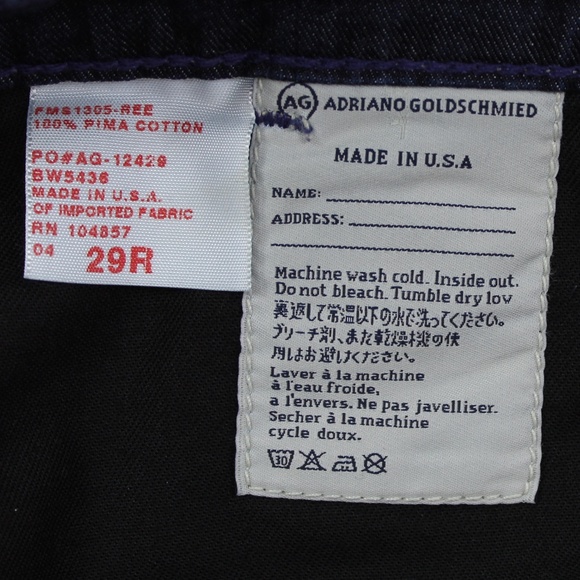 PMS1305-REE
100% PIMA COTTON
PO#AG-12429
BW5436
MADE IN U.S.A.
OF IMPORTED FABRIC
RN 104857
04 29R
AG ADRIANO GOLDSCHMIED
MADE IN U.S.A
NAME:
ADDRESS:
Machine wash cold. Inside out.
Do not bleach. Tumble dry low
裏返して常温以下の水で洗ってください。
ブリーチ剤、また乾燥機の使
用はお避けください。
Laver à la machine
à l'eau froide,
a l'envers. Ne pas javelliser.
Secher à la machine
cycle doux.
30